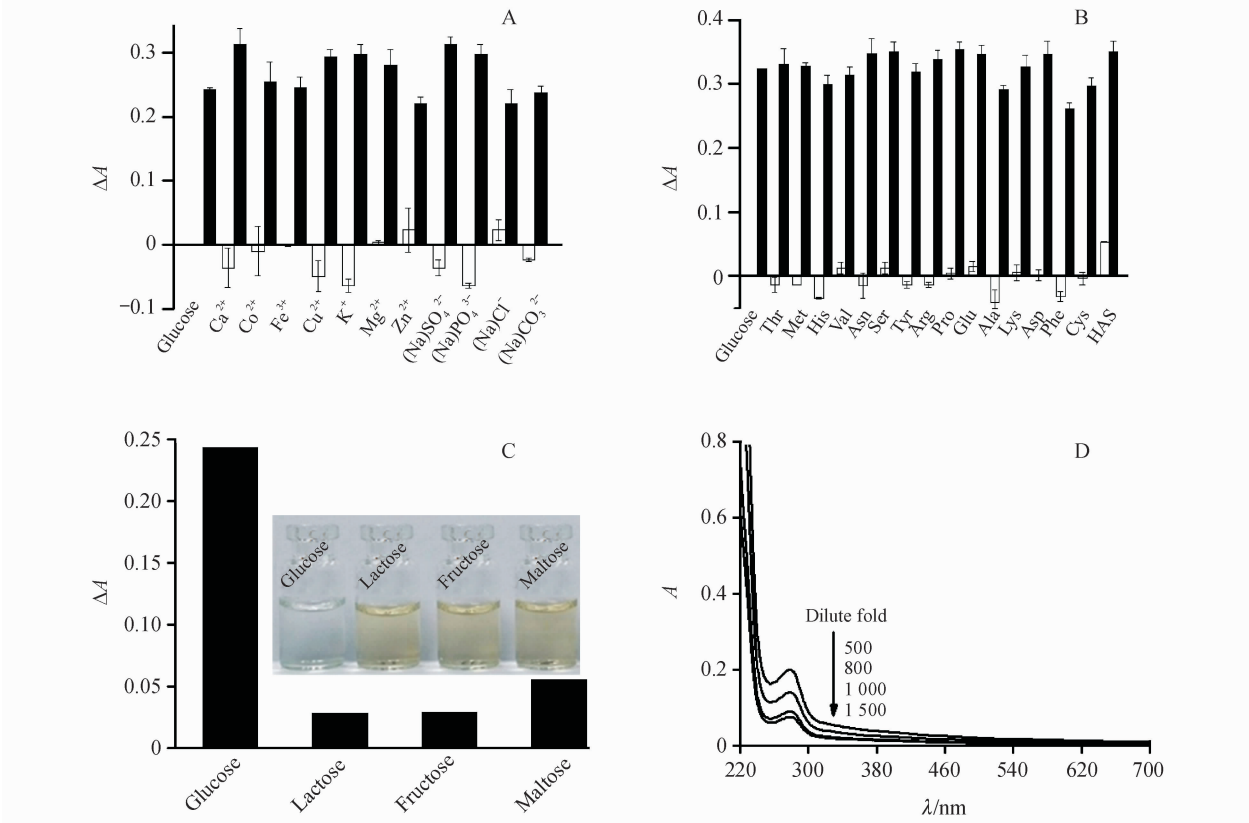 A
0.3
0.2
0.1
0
−0.1
ΔA
Glucose
Ca2+
Co2+
Fe3+
Cu2+
K+
Mg2+
Zn2+
(Na)SO42−
(Na)PO43−
(Na)Cl−
(Na)CO32−
B
0.4
0.3
0.2
0.1
0
ΔA
Glucose
Thr
Met
His
Val
Asn
Ser
Tyr
Arg
Pro
Glu
Ala
Lys
Asp
Phe
Cys
HAS
C
0.25
0.20
0.15
0.10
0.05
0
ΔA
Glucose
Lactose
Fructose
Maltose
Glucose
Lactose
Fructose
Maltose
D
0.8
0.6
0.4
0.2
0
A
Dilute fold
500
800
1 000
1 500
220 300 380 460 540 620 700
λ/nm